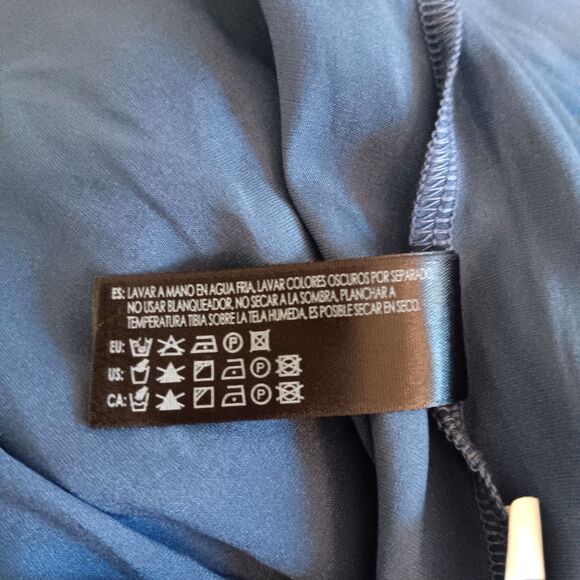 ES: LAVAR A MANO EN AGUA FRIA, LAVAR COLORES OSCUROS POR SEPARADO
NO USAR BLANQUEADOR, NO SECAR A LA SOMBRA, PLANCHAR A
TEMPERATURA TIBIA SOBRE LA TELA HUMEDA, ES POSIBLE SECAR EN SECO.
EU: P
US: P
CA: P